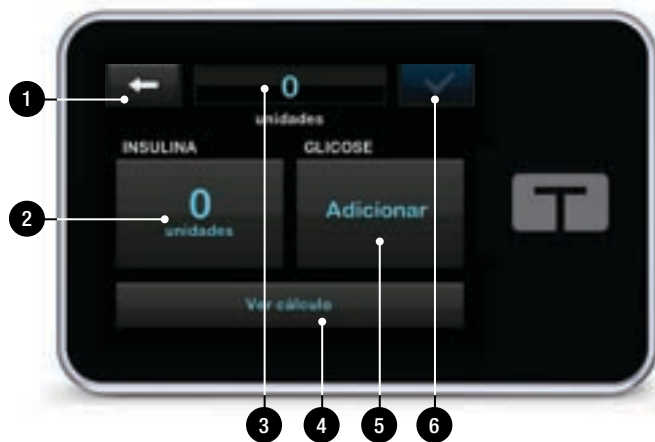 0
unidades
INSULINA
GLICOSE
0
unidades
Adicionar
Ver cálculo
1
2
3
4
5
6